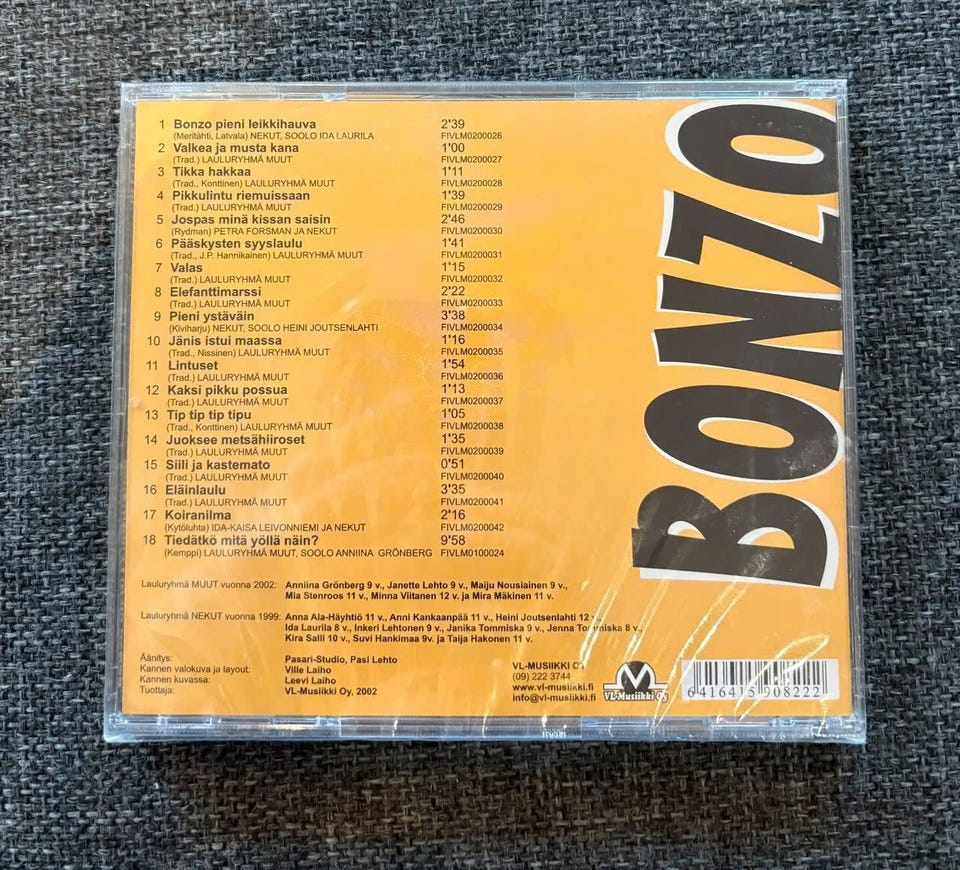 1 Bonzo pieni leikkihauva 2'39
(Meritähti, Latvala) NEKUT, SOOLO IDA LAURILA FIVLM0200026
2 Valkea ja musta kana 1'00
(Trad.) LAULURYHMÄ MUUT FIVLM0200027
3 Tikka hakkaa 1'11
(Trad., Konttinen) LAULURYHMÄ MUUT FIVLM0200028
4 Pikkulintu riemuissaan 1'39
(Trad.) LAULURYHMÄ MUUT FIVLM0200029
5 Jospas minä kissan saisin 2'46
(Rydman) PETRA FORSMAN JA NEKUT FIVLM0200030
6 Pääskysten syyslaulu 1'41
(Trad., J.P. Hannikainen) LAULURYHMÄ MUUT FIVLM0200031
7 Valas 1'15
(Trad.) LAULURYHMÄ MUUT FIVLM0200032
8 Elefanttimarssi 2'22
(Trad.) LAULURYHMÄ MUUT FIVLM0200033
9 Pieni ystäväin 3'38
(Kiviharju) NEKUT, SOOLO HEINI JOUTSENLAHTI FIVLM0200034
10 Jänis istui maassa 1'16
(Trad., Nissinen) LAULURYHMÄ MUUT FIVLM0200035
11 Lintuset 1'54
(Trad.) LAULURYHMÄ MUUT FIVLM0200036
12 Kaksi pikku possua 1'13
(Trad.) LAULURYHMÄ MUUT FIVLM0200037
13 Tip tip tip tipu 1'05
(Trad., Konttinen) LAULURYHMÄ MUUT FIVLM0200038
14 Juoksee metsähiiroset 1'35
(Trad.) LAULURYHMÄ MUUT FIVLM0200039
15 Siili ja kastemato 0'51
(Trad.) LAULURYHMÄ MUUT FIVLM0200040
16 Eläinlaulu 3'35
(Trad.) LAULURYHMÄ MUUT FIVLM0200041
17 Koiranilma 2'16
(Kytöluhta) IDA-KAISA LEIVONNIEMI JA NEKUT FIVLM0200042
18 Tiedätkö mitä yöllä näin? 9'58
(Kemppi) LAULURYHMÄ MUUT, SOOLO ANNIINA GRÖNBERG FIVLM0100024
BONZO
Lauluryhmä MUUT vuonna 2002: Anniina Grönberg 9 v., Janette Lehto 9 v., Maiju Nousiainen 9 v.,
Mia Stenroos 11 v., Minna Viitanen 12 v. ja Mira Mäkinen 11 v.
Lauluryhmä NEKUT vuonna 1999: Anna Ala-Häyhtiö 11 v., Anni Kankaanpää 11 v., Heini Joutsenlahti 12 v.,
Ida Laurila 8 v., Inkeri Lehtonen 9 v., Janika Tommiska 9 v., Jenna Tommiska 8 v.,
Kira Salli 10 v., Suvi Hankimaa 9v. ja Taija Hakonen 11 v.
Äänitys: Pasari-Studio, Pasi Lehto
Kannen valokuva ja layout: Ville Laiho
Kannen kuvassa: Leevi Laiho
Tuottaja: VL-Musiikki Oy, 2002
VL-MUSIIKKI OY
(09) 222 3744
www.vl-musiikki.fi
info@vl-musiikki.fi
VL-Musiikki Oy
6 416415 908222